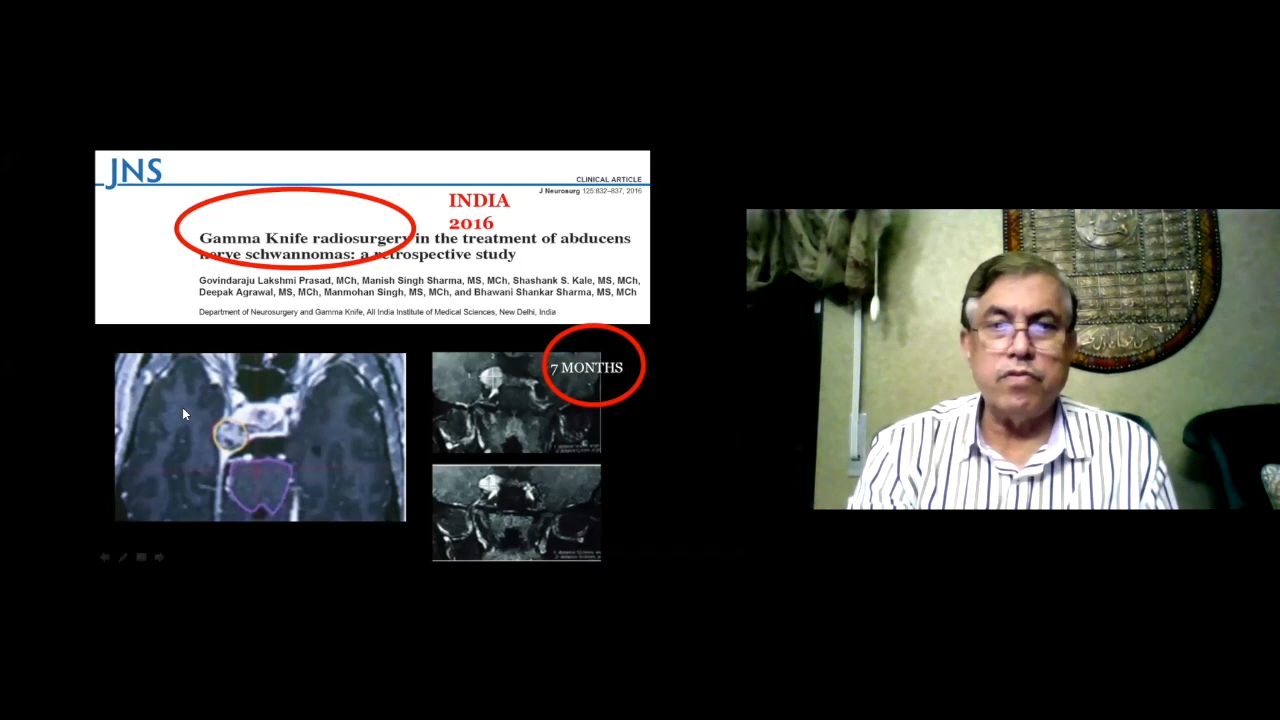 JNS
CLINICAL ARTICLE
J Neurosurg 125:832–837, 2016
INDIA
2016
Gamma Knife radiosurgery in the treatment of abducens
nerve schwannomas: a retrospective study
Govindaraju Lakshmi Prasad, MCh, Manish Singh Sharma, MS, MCh, Shashank S. Kale, MS, MCh,
Deepak Agrawal, MS, MCh, Manmohan Singh, MS, MCh, and Bhawani Shankar Sharma, MS, MCh
Department of Neurosurgery and Gamma Knife, All India Institute of Medical Sciences, New Delhi, India
7 MONTHS